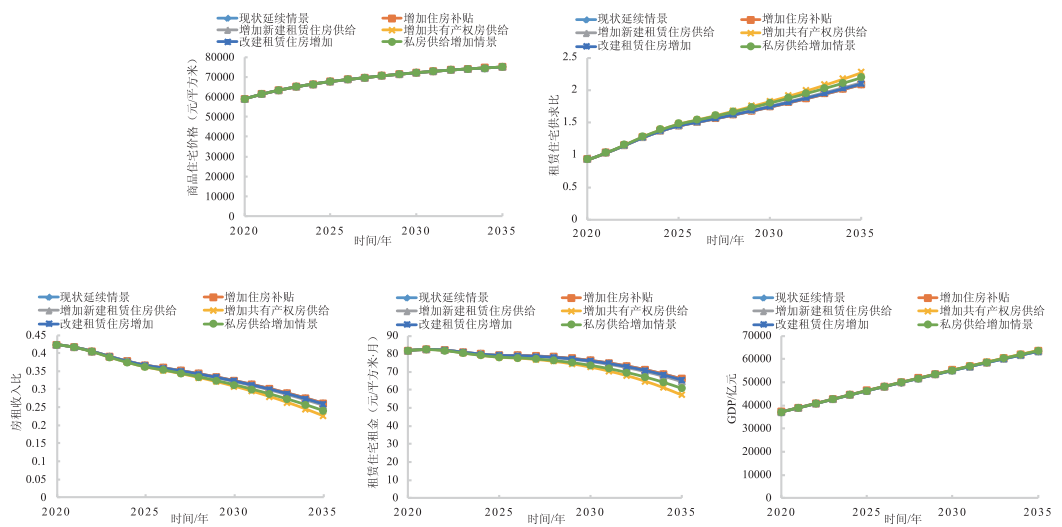 现状延续情景 增加住房补贴
增加新建租赁住房供给 增加共有产权房供给
改建租赁住房增加 私房供给增加情景
商品住宅价格（元/平方米）
80000
70000
60000
50000
40000
30000
20000
10000
0
2020 2025 2030 2035
时间/年
现状延续情景 增加住房补贴
增加新建租赁住房供给 增加共有产权房供给
改建租赁住房增加 私房供给增加情景
租赁住宅供求比
2.5
2
1.5
1
0.5
0
2020 2025 2030 2035
时间/年
现状延续情景 增加住房补贴
增加新建租赁住房供给 增加共有产权房供给
改建租赁住房增加 私房供给增加情景
房租收入比
0.45
0.4
0.35
0.3
0.25
0.2
0.15
0.1
0.05
0
2020 2025 2030 2035
时间/年
现状延续情景 增加住房补贴
增加新建租赁住房供给 增加共有产权房供给
改建租赁住房增加 私房供给增加情景
租赁住宅租金（元/平方米·月）
90
80
70
60
50
40
30
20
10
0
2020 2025 2030 2035
时间/年
现状延续情景 增加住房补贴
增加新建租赁住房供给 增加共有产权房供给
改建租赁住房增加 私房供给增加情景
GDP/亿元
70000
60000
50000
40000
30000
20000
10000
0
2020 2025 2030 2035
时间/年